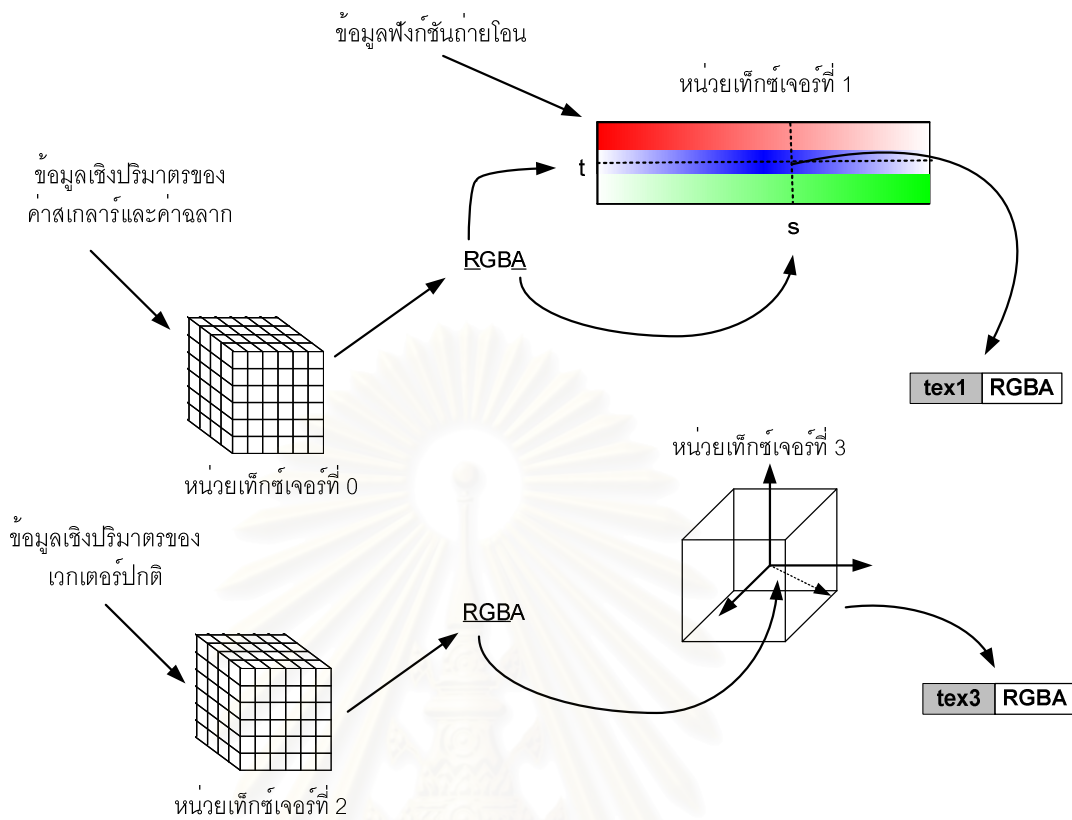 ข้อมูลฟังก์ชันถ่ายโอน
หน่วยเท็กซ์เจอร์ที่ 1
ข้อมูลเชิงปริมาตรของ
ค่าสเกลาร์และค่าฉลาก
t
s
RGBA
tex1 RGBA
หน่วยเท็กซ์เจอร์ที่ 0
หน่วยเท็กซ์เจอร์ที่ 3
ข้อมูลเชิงปริมาตรของ
เวกเตอร์ปกติ
RGBA
tex3 RGBA
หน่วยเท็กซ์เจอร์ที่ 2